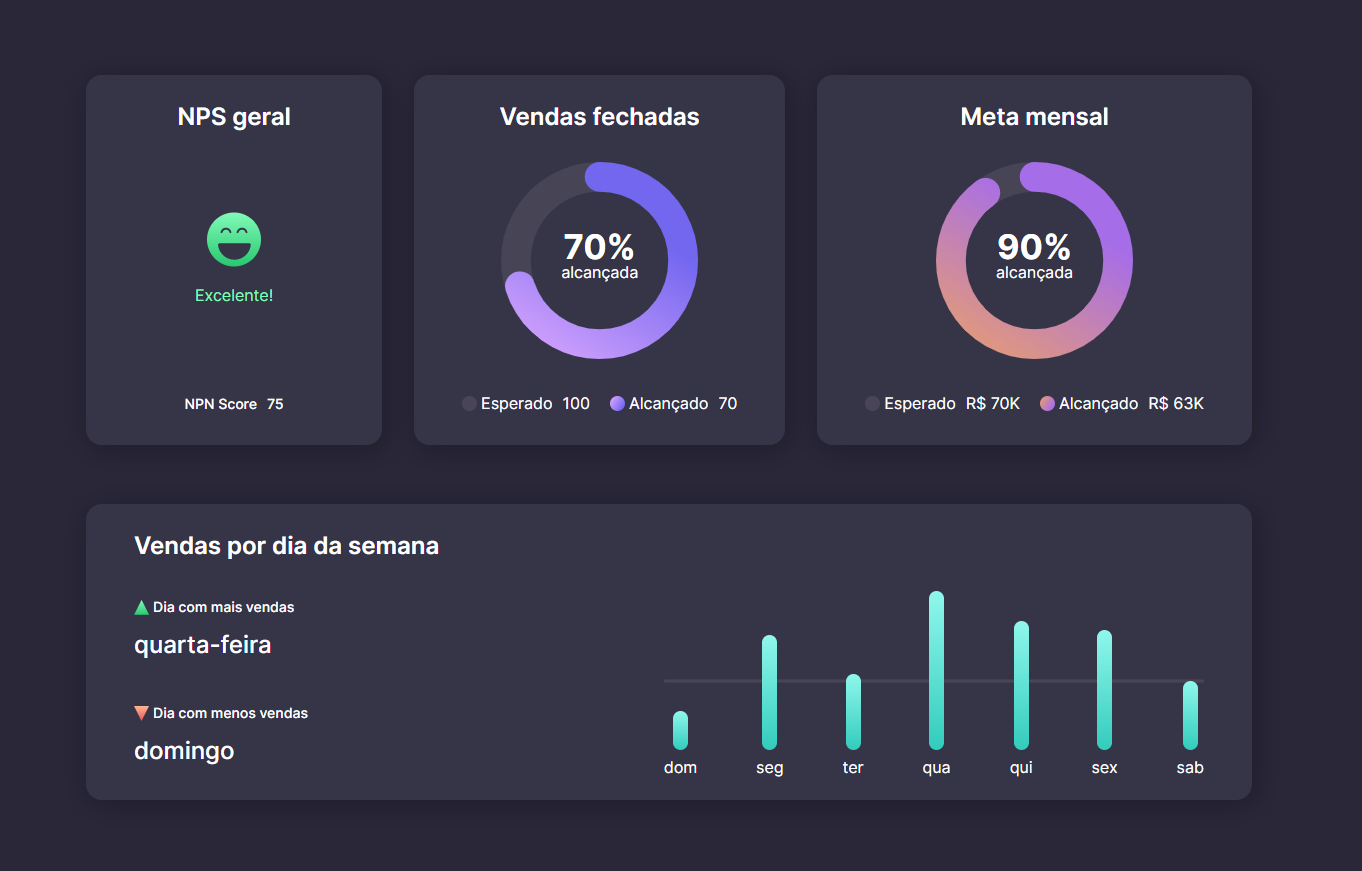 NPS geral
Excelente!
NPN Score 75
Vendas fechadas
70%
alcançada
Esperado 100 Alcançado 70
Meta mensal
90%
alcançada
Esperado R$ 70K Alcançado R$ 63K
Vendas por dia da semana
Dia com mais vendas
quarta-feira
Dia com menos vendas
domingo
dom seg ter qua qui sex sab